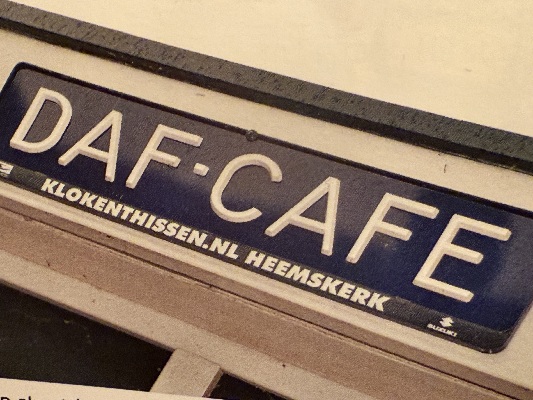 DAF-CAFE
KLOKENTHISSEN.NL HEEMSKERK
SUZUKI